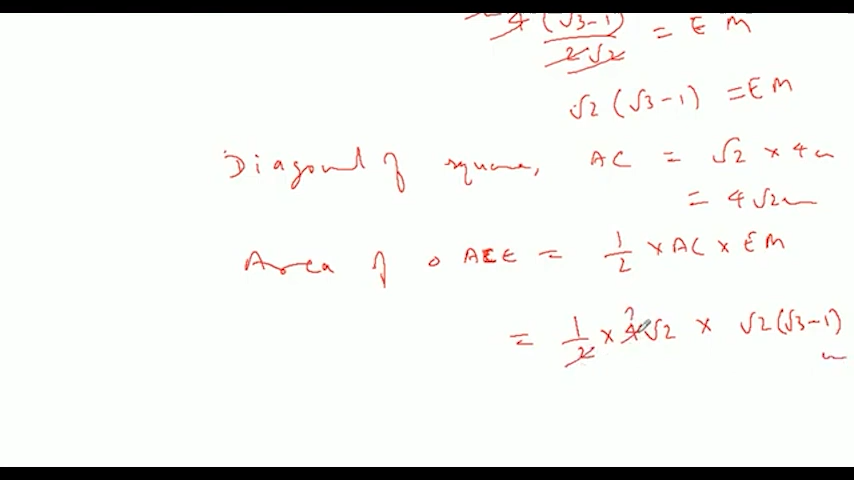 4(√3-1) / 2√2 = EM
√2 (√3-1) = EM
Diagonal of square, AC = √2 × 4cm
= 4√2cm
Area of △ AEE = 1/2 × AC × EM
= 1/2 × 4√2 × √2(√3-1)